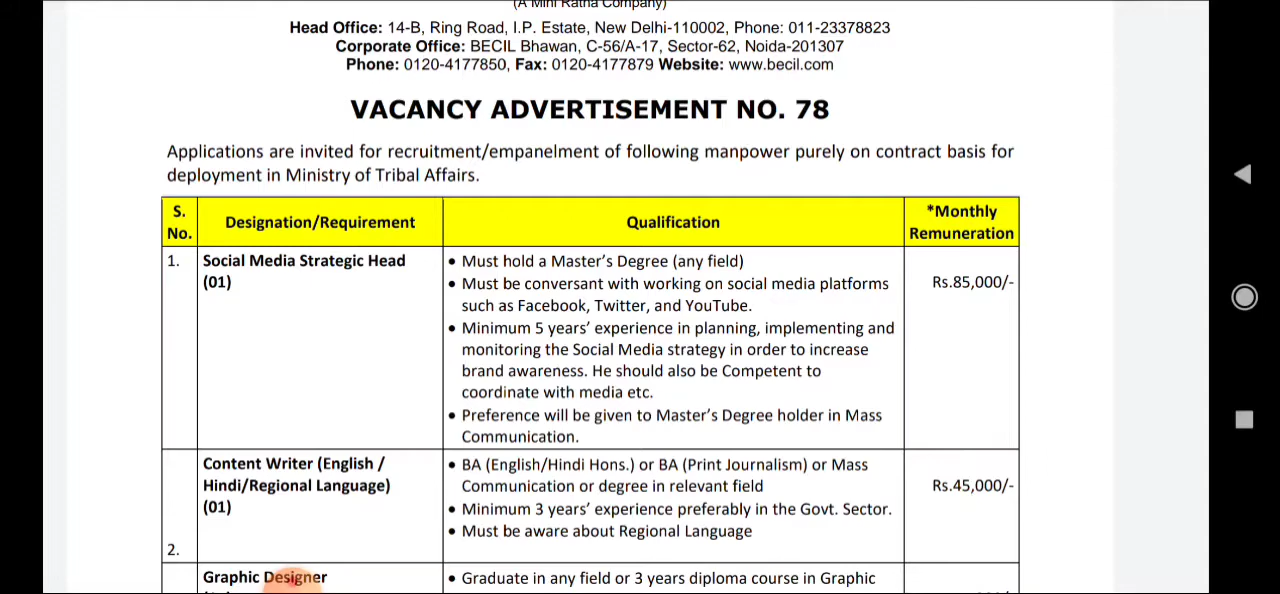 (A Mini Ratna Company)
Head Office: 14-B, Ring Road, I.P. Estate, New Delhi-110002, Phone: 011-23378823
Corporate Office: BECIL Bhawan, C-56/A-17, Sector-62, Noida-201307
Phone: 0120-4177850, Fax: 0120-4177879 Website: www.becil.com
VACANCY ADVERTISEMENT NO. 78
Applications are invited for recruitment/empanelment of following manpower purely on contract basis for
deployment in Ministry of Tribal Affairs.
S.
No.
Designation/Requirement
Qualification
*Monthly
Remuneration
1.
Social Media Strategic Head
(01)
• Must hold a Master's Degree (any field)
• Must be conversant with working on social media platforms
such as Facebook, Twitter, and YouTube.
• Minimum 5 years' experience in planning, implementing and
monitoring the Social Media strategy in order to increase
brand awareness. He should also be Competent to
coordinate with media etc.
• Preference will be given to Master's Degree holder in Mass
Communication.
Rs.85,000/-
2.
Content Writer (English /
Hindi/Regional Language)
(01)
• BA (English/Hindi Hons.) or BA (Print Journalism) or Mass
Communication or degree in relevant field
• Minimum 3 years' experience preferably in the Govt. Sector.
• Must be aware about Regional Language
Rs.45,000/-
Graphic Designer
• Graduate in any field or 3 years diploma course in Graphic